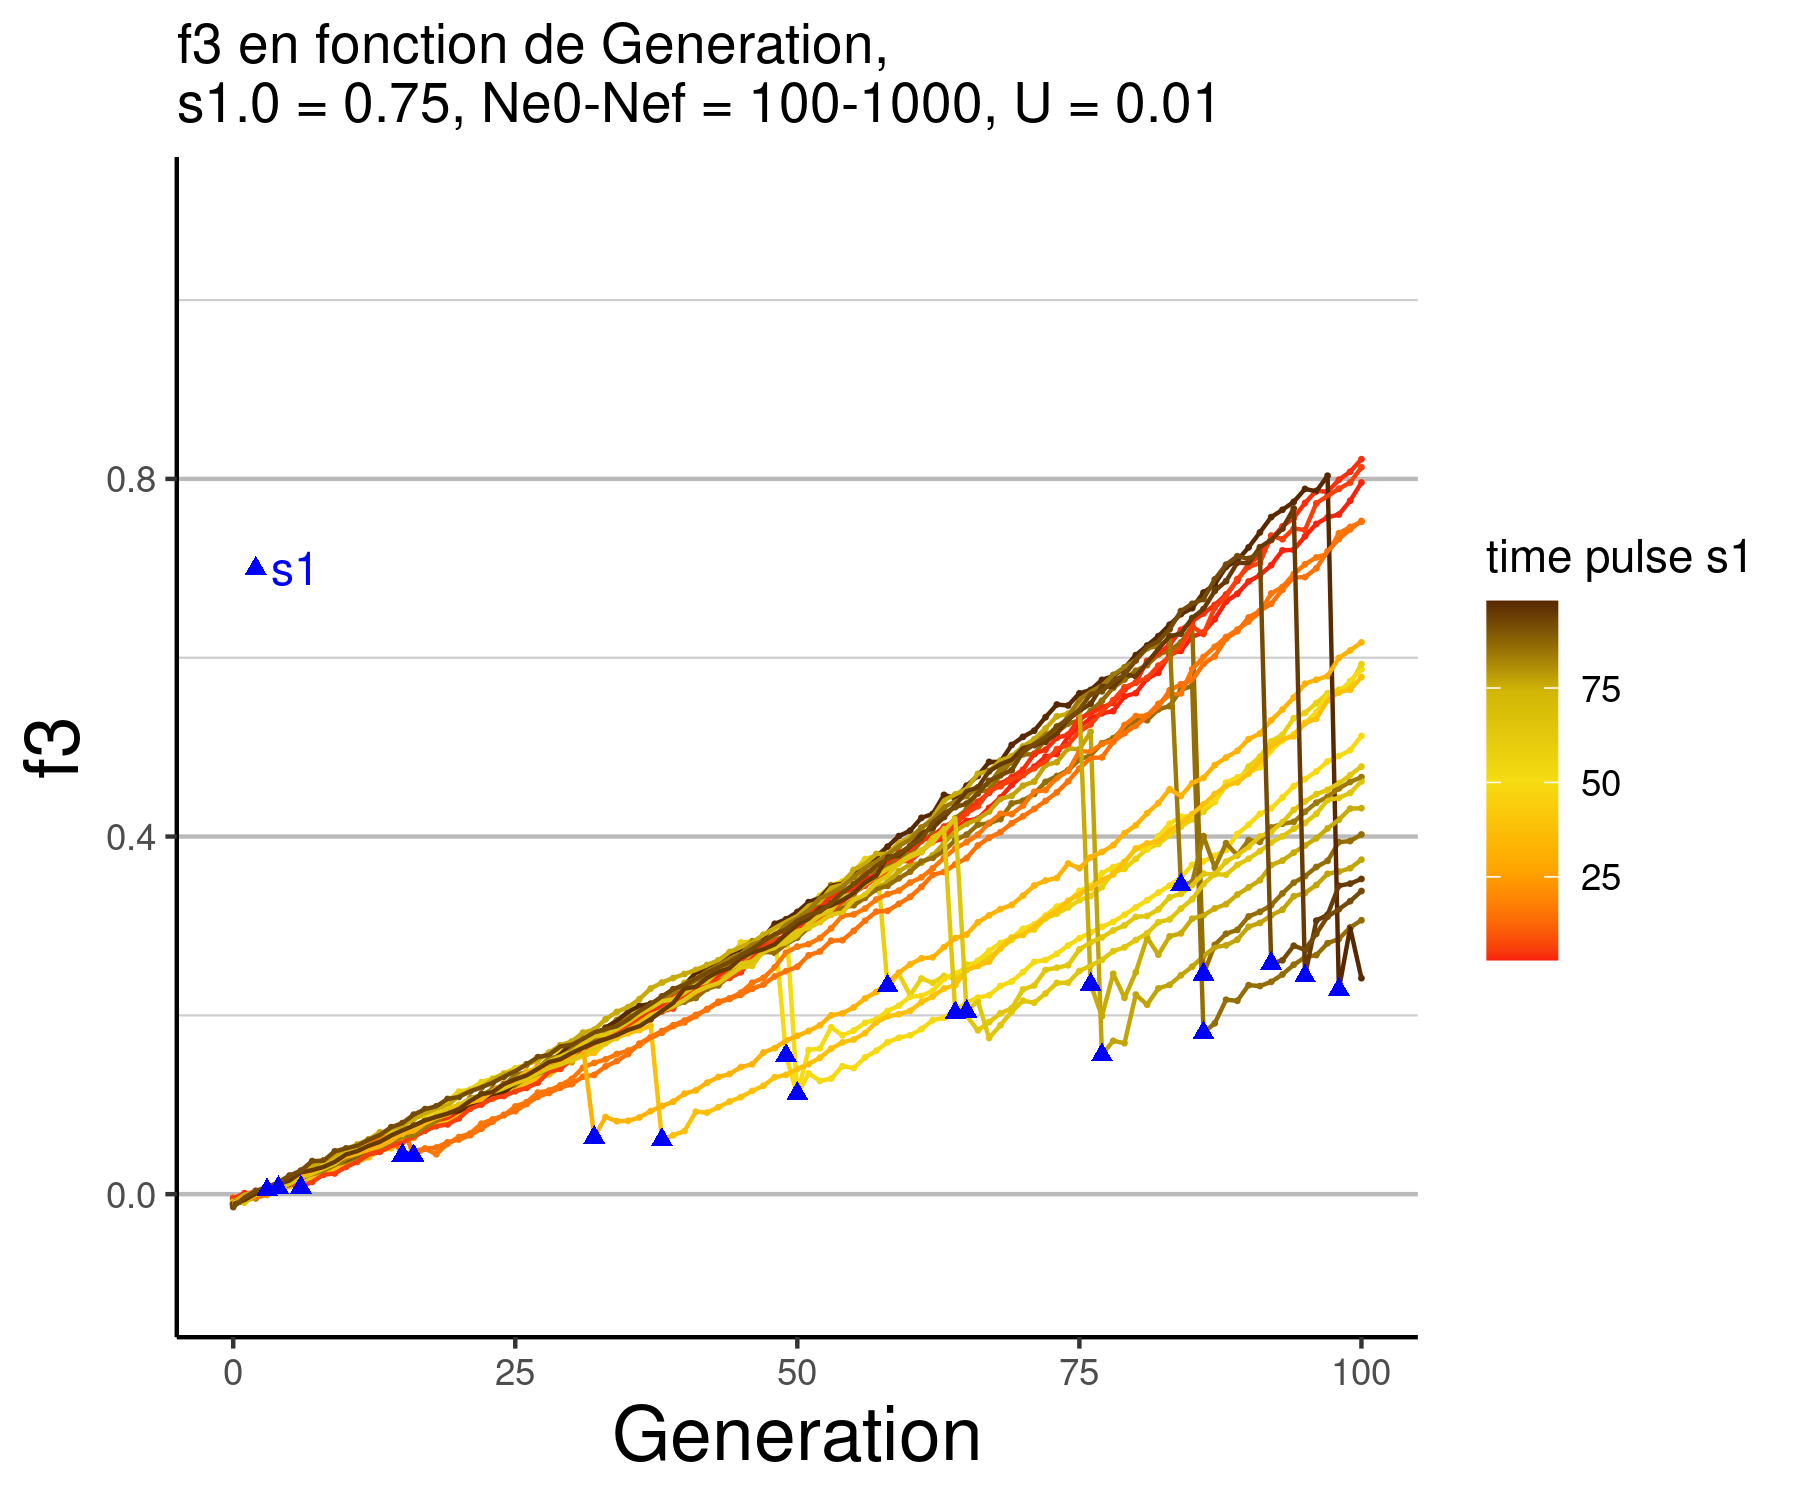 f3 en fonction de Generation,
s1.0 = 0.75, Ne0-Nef = 100-1000, U = 0.01
f3
0.8
0.4
0.0
s1
0 25 50 75 100
Generation
time pulse s1
75
50
25